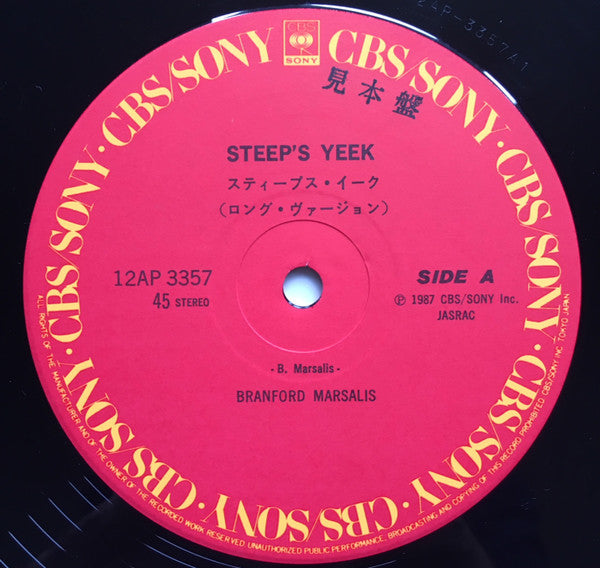 2AP-3357A1
CBS
SONY
CBS/SONY · CBS/SONY · CBS/SONY · CBS/SONY · CBS/SONY · CBS/SONY · CBS/SONY · CBS/SONY
見本盤
STEEP'S YEEK
スティープス・イーク
(ロング・ヴァージョン)
12AP 3357
45 STEREO
SIDE A
Ⓟ 1987 CBS/SONY Inc.
JASRAC
- B. Marsalis -
BRANFORD MARSALIS
ALL RIGHTS OF THE MANUFACTURER AND OF THE OWNER OF THE RECORDED WORK RESERVED UNAUTHORIZED PUBLIC PERFORMANCE, BROADCASTING AND COPYING OF THIS RECORD PROHIBITED CBS/SONY INC TOKYO JAPAN